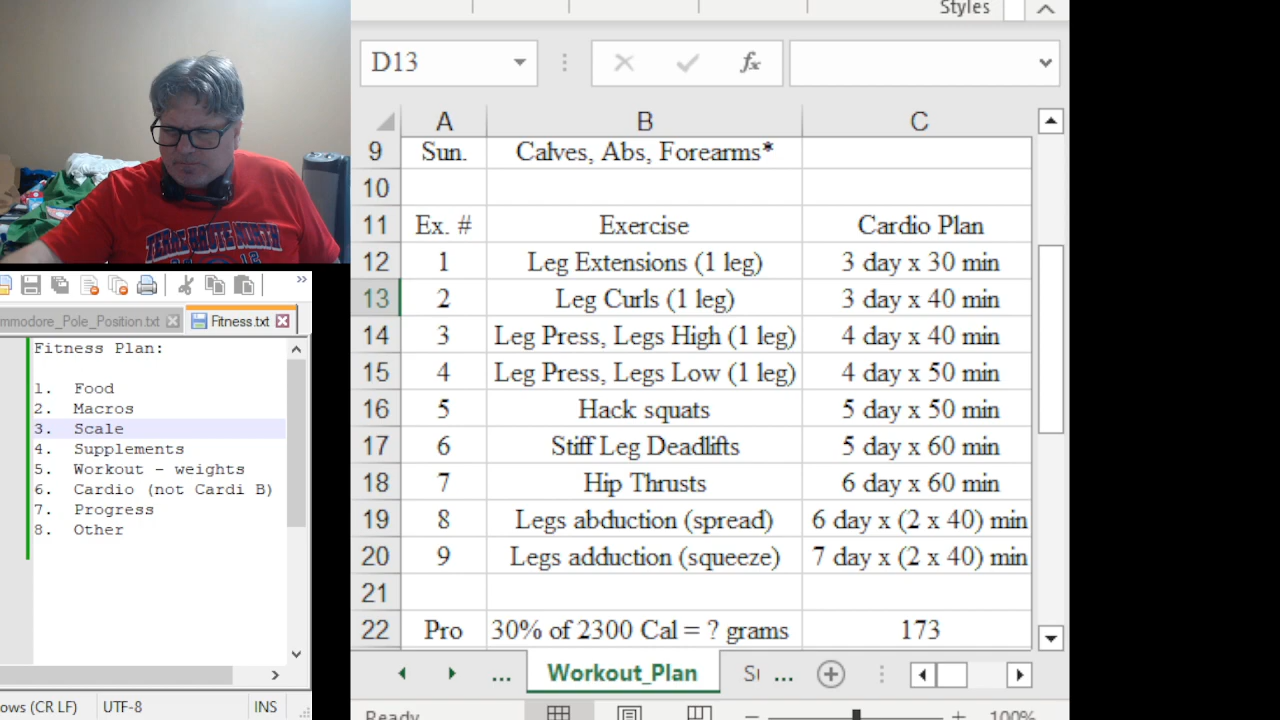 Styles
D13
fx
A B C
9 Sun. Calves, Abs, Forearms*
10
11 Ex. # Exercise Cardio Plan
12 1 Leg Extensions (1 leg) 3 day x 30 min
13 2 Leg Curls (1 leg) 3 day x 40 min
14 3 Leg Press, Legs High (1 leg) 4 day x 40 min
15 4 Leg Press, Legs Low (1 leg) 4 day x 50 min
16 5 Hack squats 5 day x 50 min
17 6 Stiff Leg Deadlifts 5 day x 60 min
18 7 Hip Thrusts 6 day x 60 min
19 8 Legs abduction (spread) 6 day x (2 x 40) min
20 9 Legs adduction (squeeze) 7 day x (2 x 40) min
21
22 Pro 30% of 2300 Cal = ? grams 173
... Workout_Plan ...
Ready 100%
TERRE HAUTE NORTH
mmodore_Pole_Position.txt Fitness.txt
Fitness Plan:
1. Food
2. Macros
3. Scale
4. Supplements
5. Workout - weights
6. Cardio (not Cardi B)
7. Progress
8. Other
ows (CR LF) UTF-8 INS